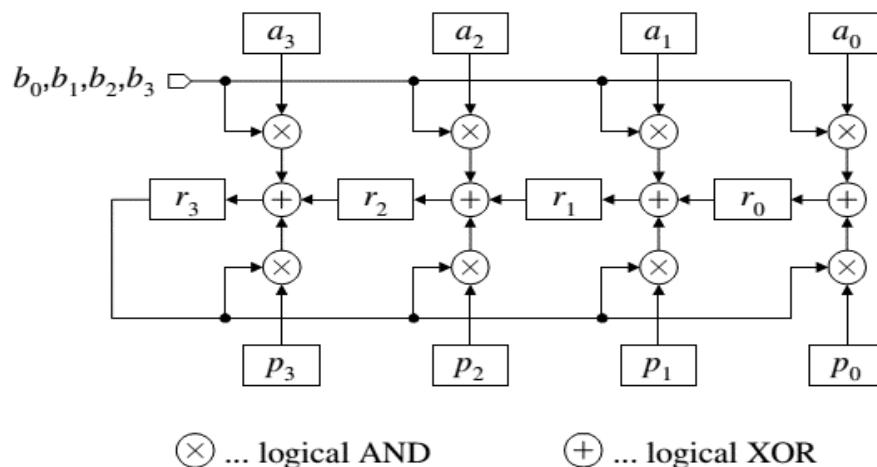 a₃ a₂ a₁ a₀
b₀,b₁,b₂,b₃
r₃ r₂ r₁ r₀
p₃ p₂ p₁ p₀
⊗ ... logical AND ⊕ ... logical XOR